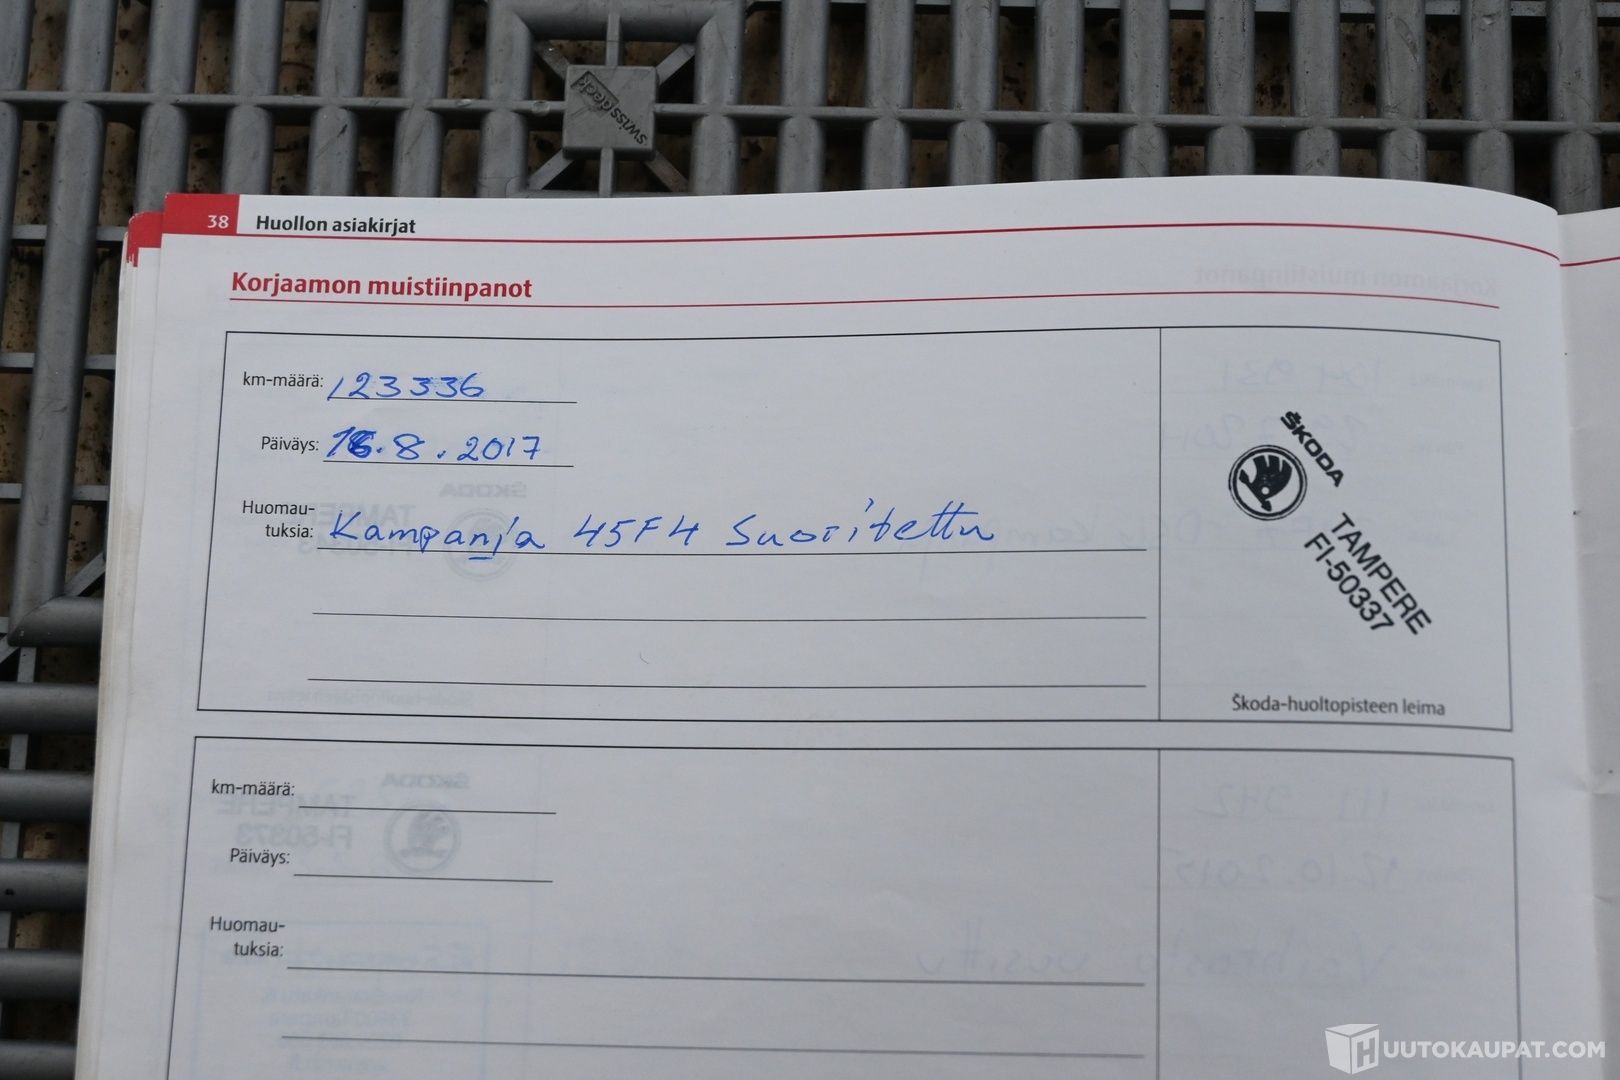 swissdeck
38 Huollon asiakirjat
Korjaamon muistiinpanot
km-määrä: 123336
Päiväys: 16.8.2017
Huomau-
tuksia: Kampanja 45F4 Suoritettu
ŠKODA
TAMPERE
FI-50337
Škoda-huoltopisteen leima
km-määrä:
Päiväys:
Huomau-
tuksia:
HUUTOKAUPAT.COM